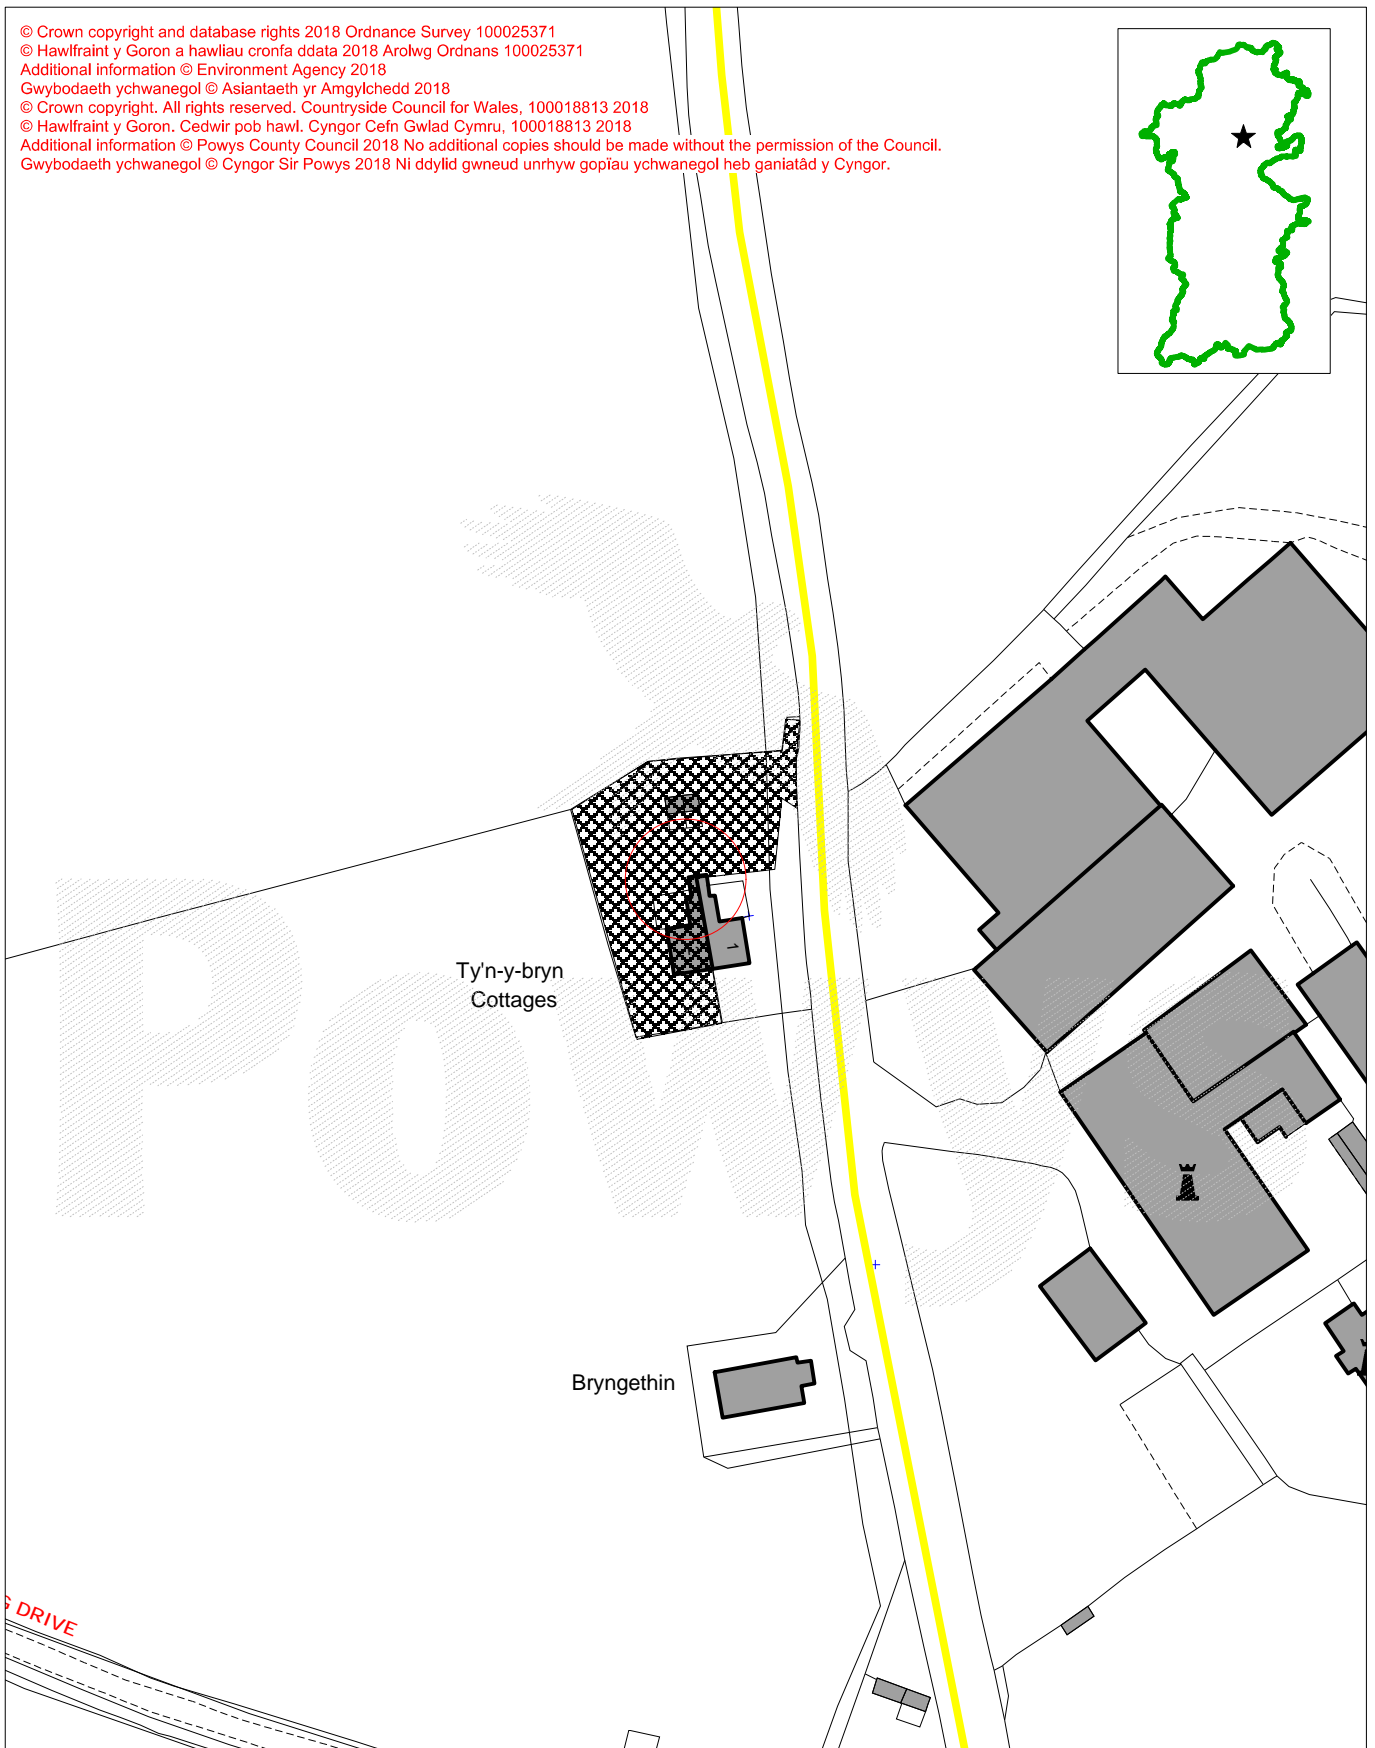 © Crown copyright and database rights 2018 Ordnance Survey 100025371
© Hawlfraint y Goron a hawliau cronfa ddata 2018 Arolwg Ordnans 100025371
Additional information © Environment Agency 2018
Gwybodaeth ychwanegol © Asiantaeth yr Amgylchedd 2018
© Crown copyright. All rights reserved. Countryside Council for Wales, 100018813 2018
© Hawlfraint y Goron. Cedwir pob hawl. Cyngor Cefn Gwlad Cymru, 100018813 2018
Additional information © Powys County Council 2018 No additional copies should be made without the permission of the Council.
Gwybodaeth ychwanegol © Cyngor Sir Powys 2018 Ni ddylid gwneud unrhyw gopïau ychwanegol heb ganiatâd y Cyngor.
1
Ty'n-y-bryn
Cottages
Powys
Bryngethin
DRIVE